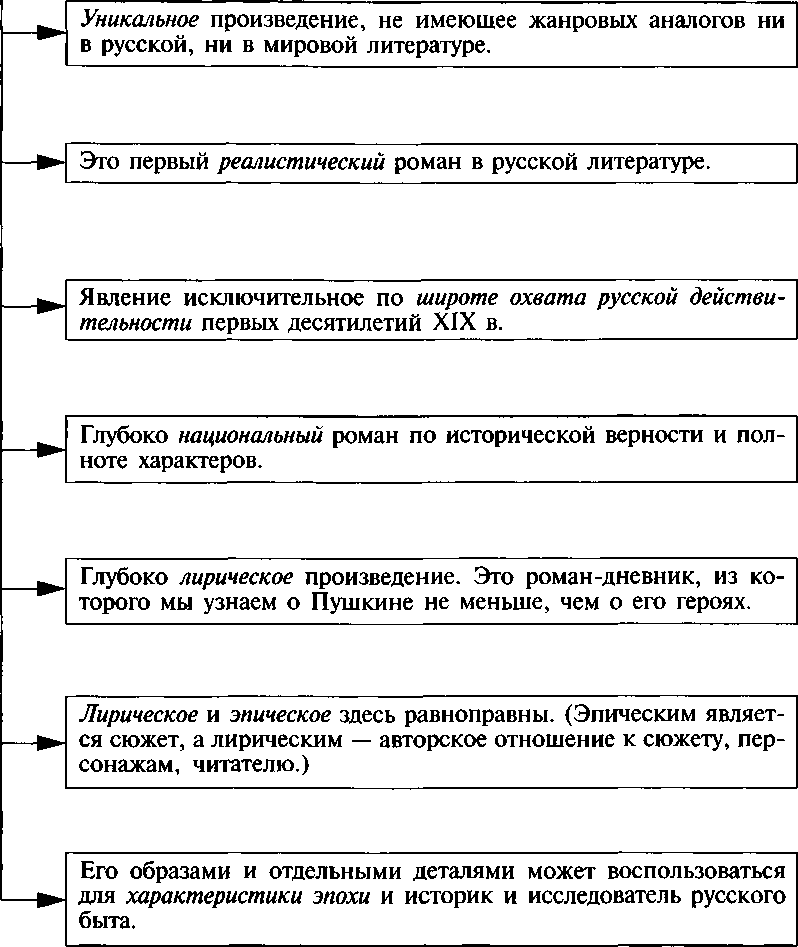 Уникальное произведение, не имеющее жанровых аналогов ни
в русской, ни в мировой литературе.
Это первый реалистический роман в русской литературе.
Явление исключительное по широте охвата русской действи-
тельности первых десятилетий XIX в.
Глубоко национальный роман по исторической верности и пол-
ноте характеров.
Глубоко лирическое произведение. Это роман-дневник, из ко-
торого мы узнаем о Пушкине не меньше, чем о его героях.
Лирическое и эпическое здесь равноправны. (Эпическим являет-
ся сюжет, а лирическим — авторское отношение к сюжету, пер-
сонажам, читателю.)
Его образами и отдельными деталями может воспользоваться
для характеристики эпохи и историк и исследователь русского
быта.